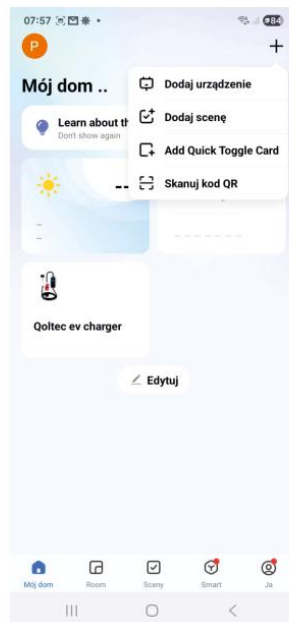 07:57
84
P
+
Mój dom ..
Dodaj urządzenie
Dodaj scenę
Add Quick Toggle Card
Skanuj kod QR
Learn about th
Don't show again
--
–
–
Qoltec ev charger
Edytuj
Mój dom
Room
Sceny
Smart
Ja